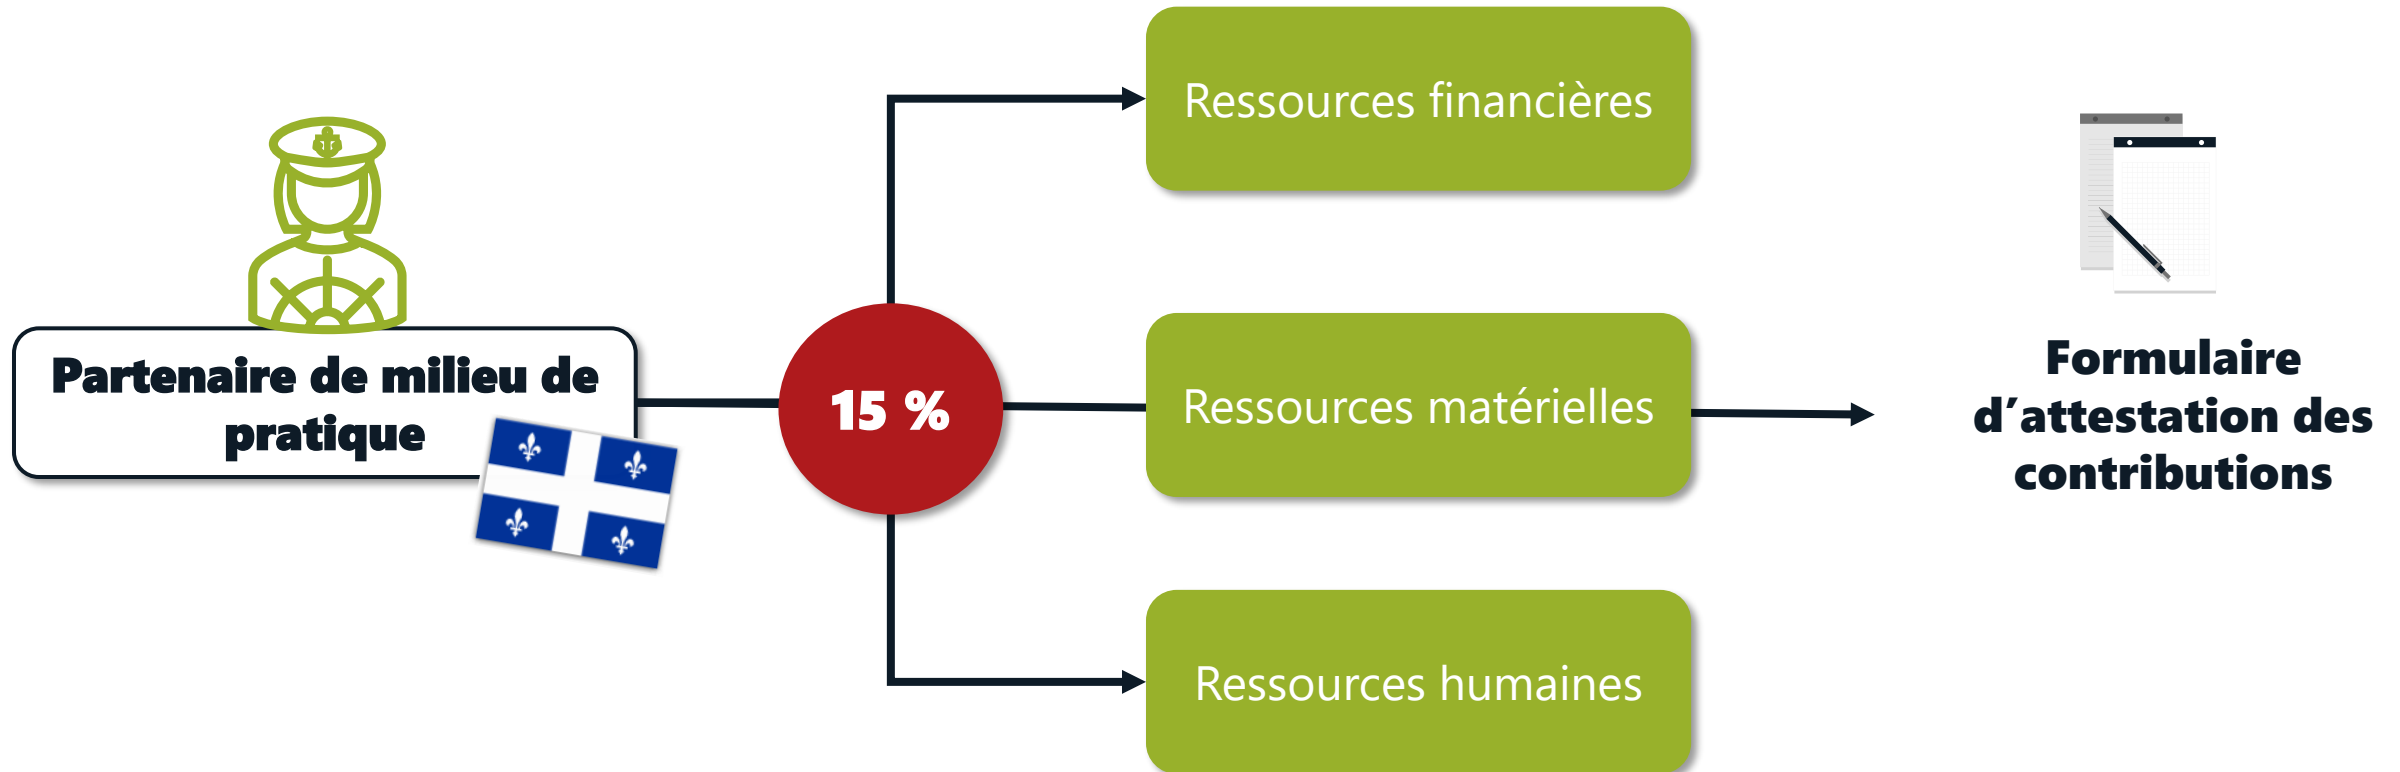 Partenaire de milieu de
pratique
15 %
Ressources financières
Ressources matérielles
Ressources humaines
Formulaire
d’attestation des
contributions